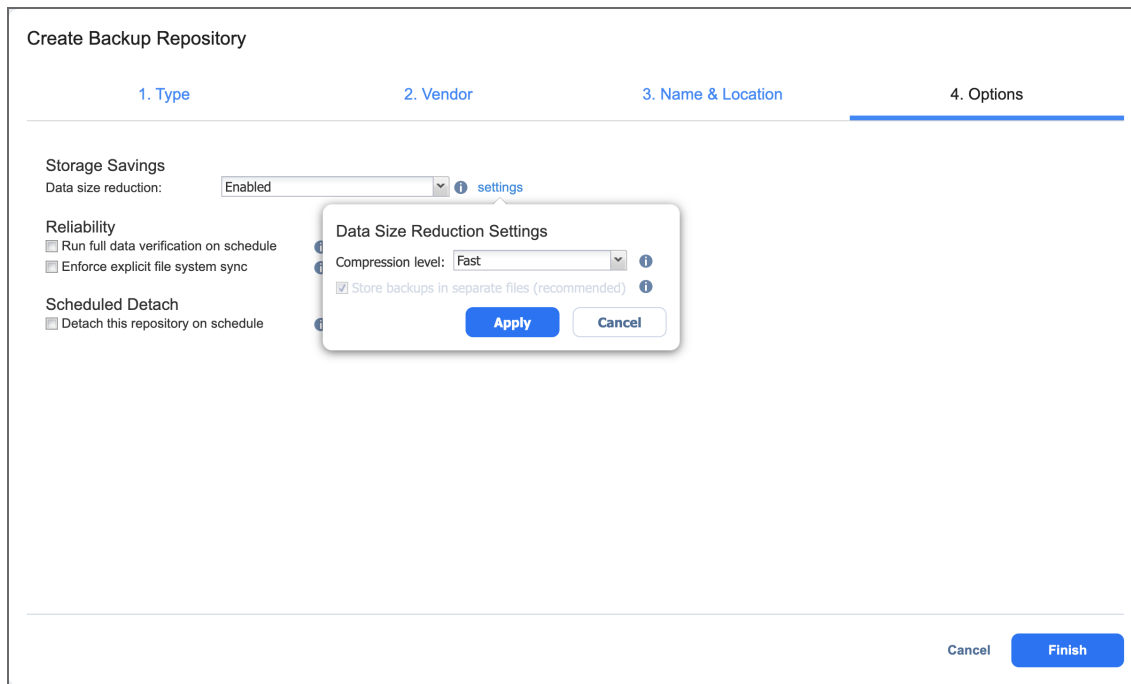 Create Backup Repository
1. Type
2. Vendor
3. Name & Location
4. Options
Storage Savings
Data size reduction: Enabled settings
Reliability
Run full data verification on schedule
Enforce explicit file system sync
Scheduled Detach
Detach this repository on schedule
Data Size Reduction Settings
Compression level: Fast
Store backups in separate files (recommended)
Apply
Cancel
Cancel
Finish